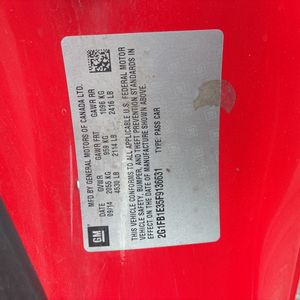 MFD BY GENERAL MOTORS OF CANADA LTD.
DATE GVWR GAWR FRT GAWR RR
09/14 2055 KG 959 KG 1096 KG
4530 LB 2114 LB 2416 LB
THIS VEHICLE CONFORMS TO ALL APPLICABLE U.S. FEDERAL MOTOR
VEHICLE SAFETY, BUMPER, AND THEFT PREVENTION STANDARDS
IN EFFECT ON THE DATE OF MANUFACTURE SHOWN ABOVE.
2G1FB1E35F9136631 TYPE: PASS CAR
GM